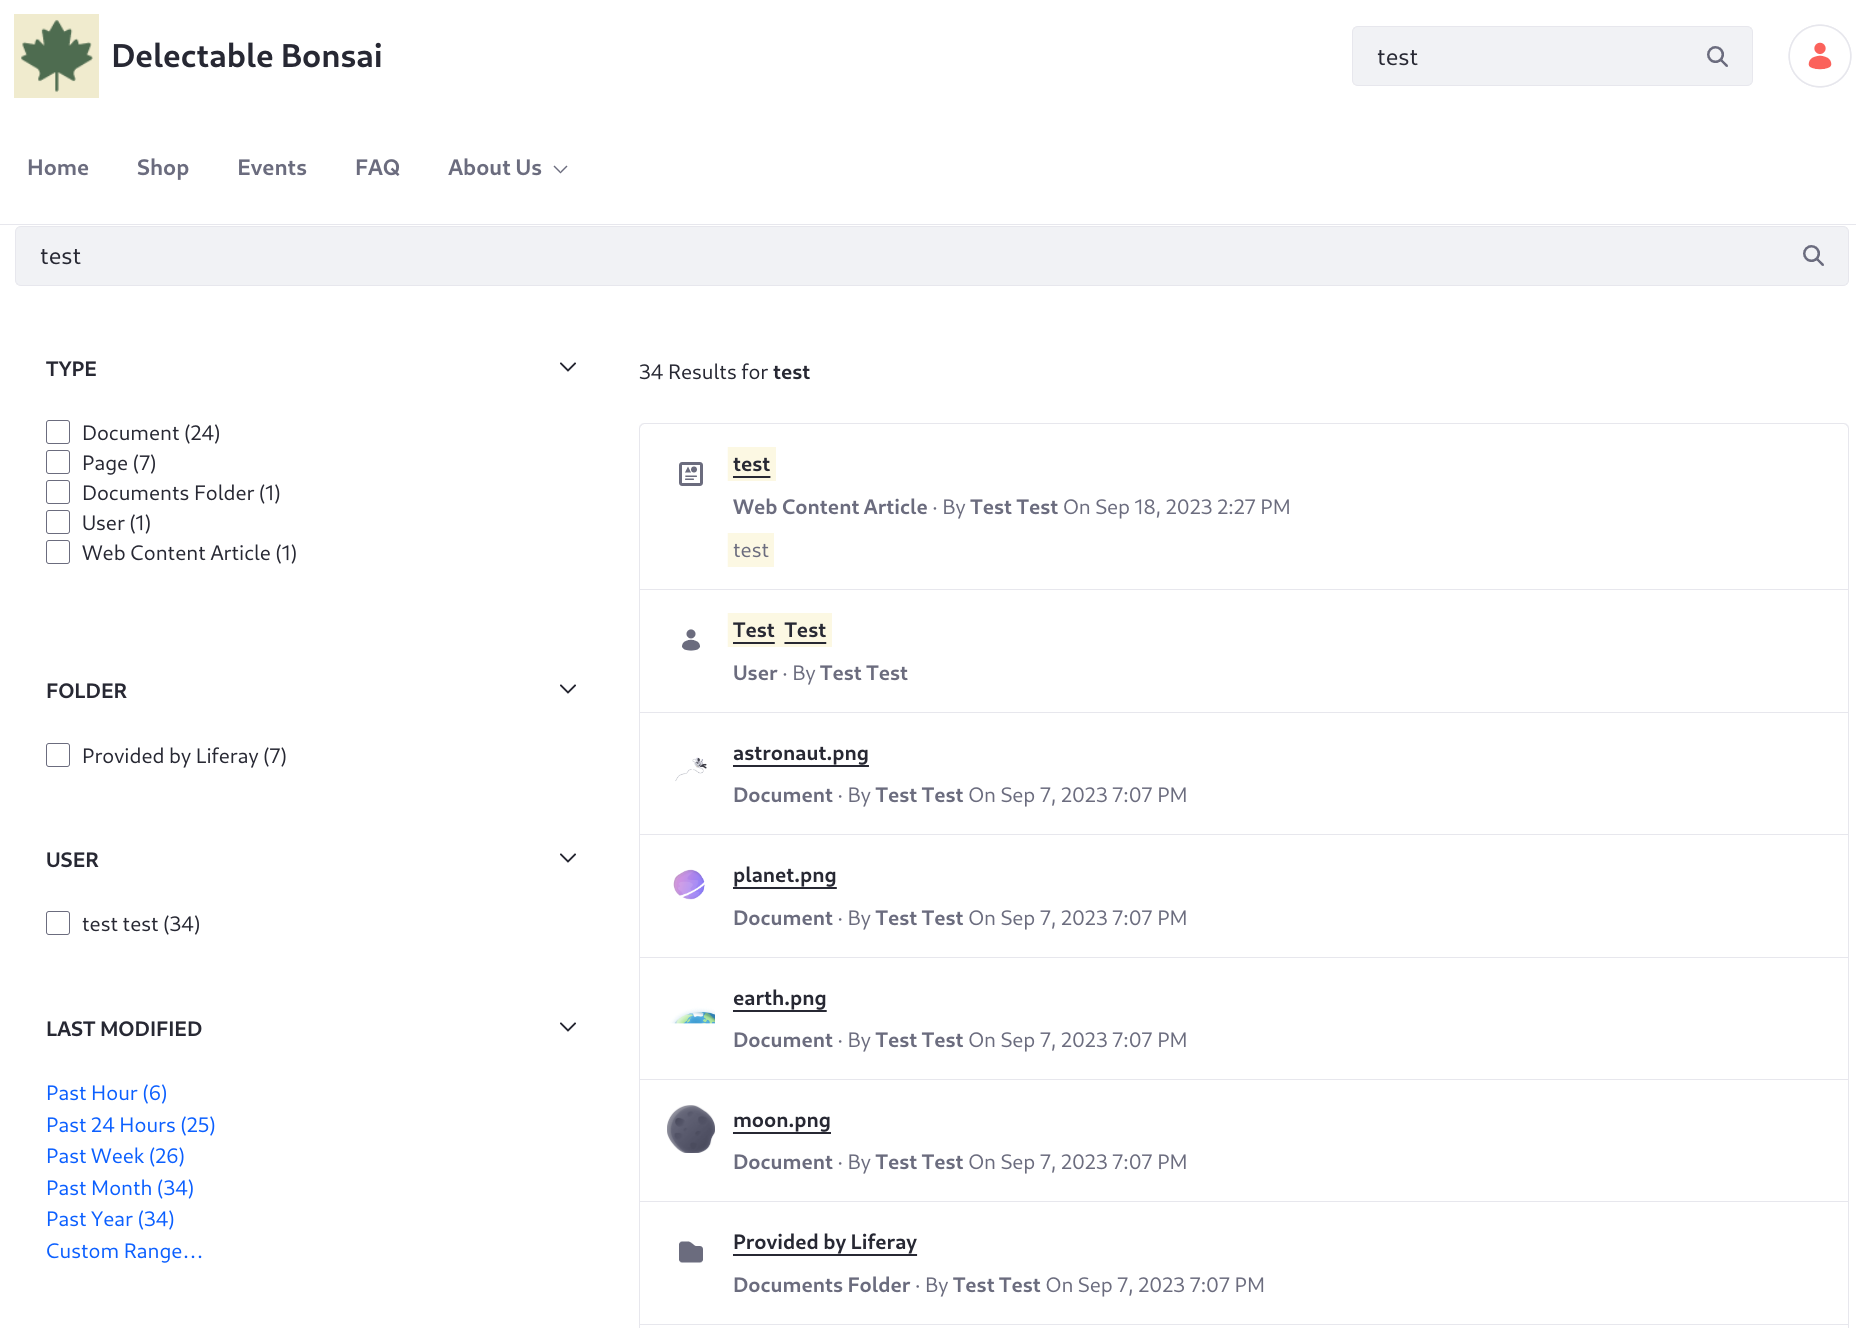 Delectable Bonsai
test
Home
Shop
Events
FAQ
About Us
test
TYPE
Document (24)
Page (7)
Documents Folder (1)
User (1)
Web Content Article (1)
FOLDER
Provided by Liferay (7)
USER
test test (34)
LAST MODIFIED
Past Hour (6)
Past 24 Hours (25)
Past Week (26)
Past Month (34)
Past Year (34)
Custom Range...
34 Results for test
test
Web Content Article · By Test Test On Sep 18, 2023 2:27 PM
test
Test Test
User · By Test Test
astronaut.png
Document · By Test Test On Sep 7, 2023 7:07 PM
planet.png
Document · By Test Test On Sep 7, 2023 7:07 PM
earth.png
Document · By Test Test On Sep 7, 2023 7:07 PM
moon.png
Document · By Test Test On Sep 7, 2023 7:07 PM
Provided by Liferay
Documents Folder · By Test Test On Sep 7, 2023 7:07 PM